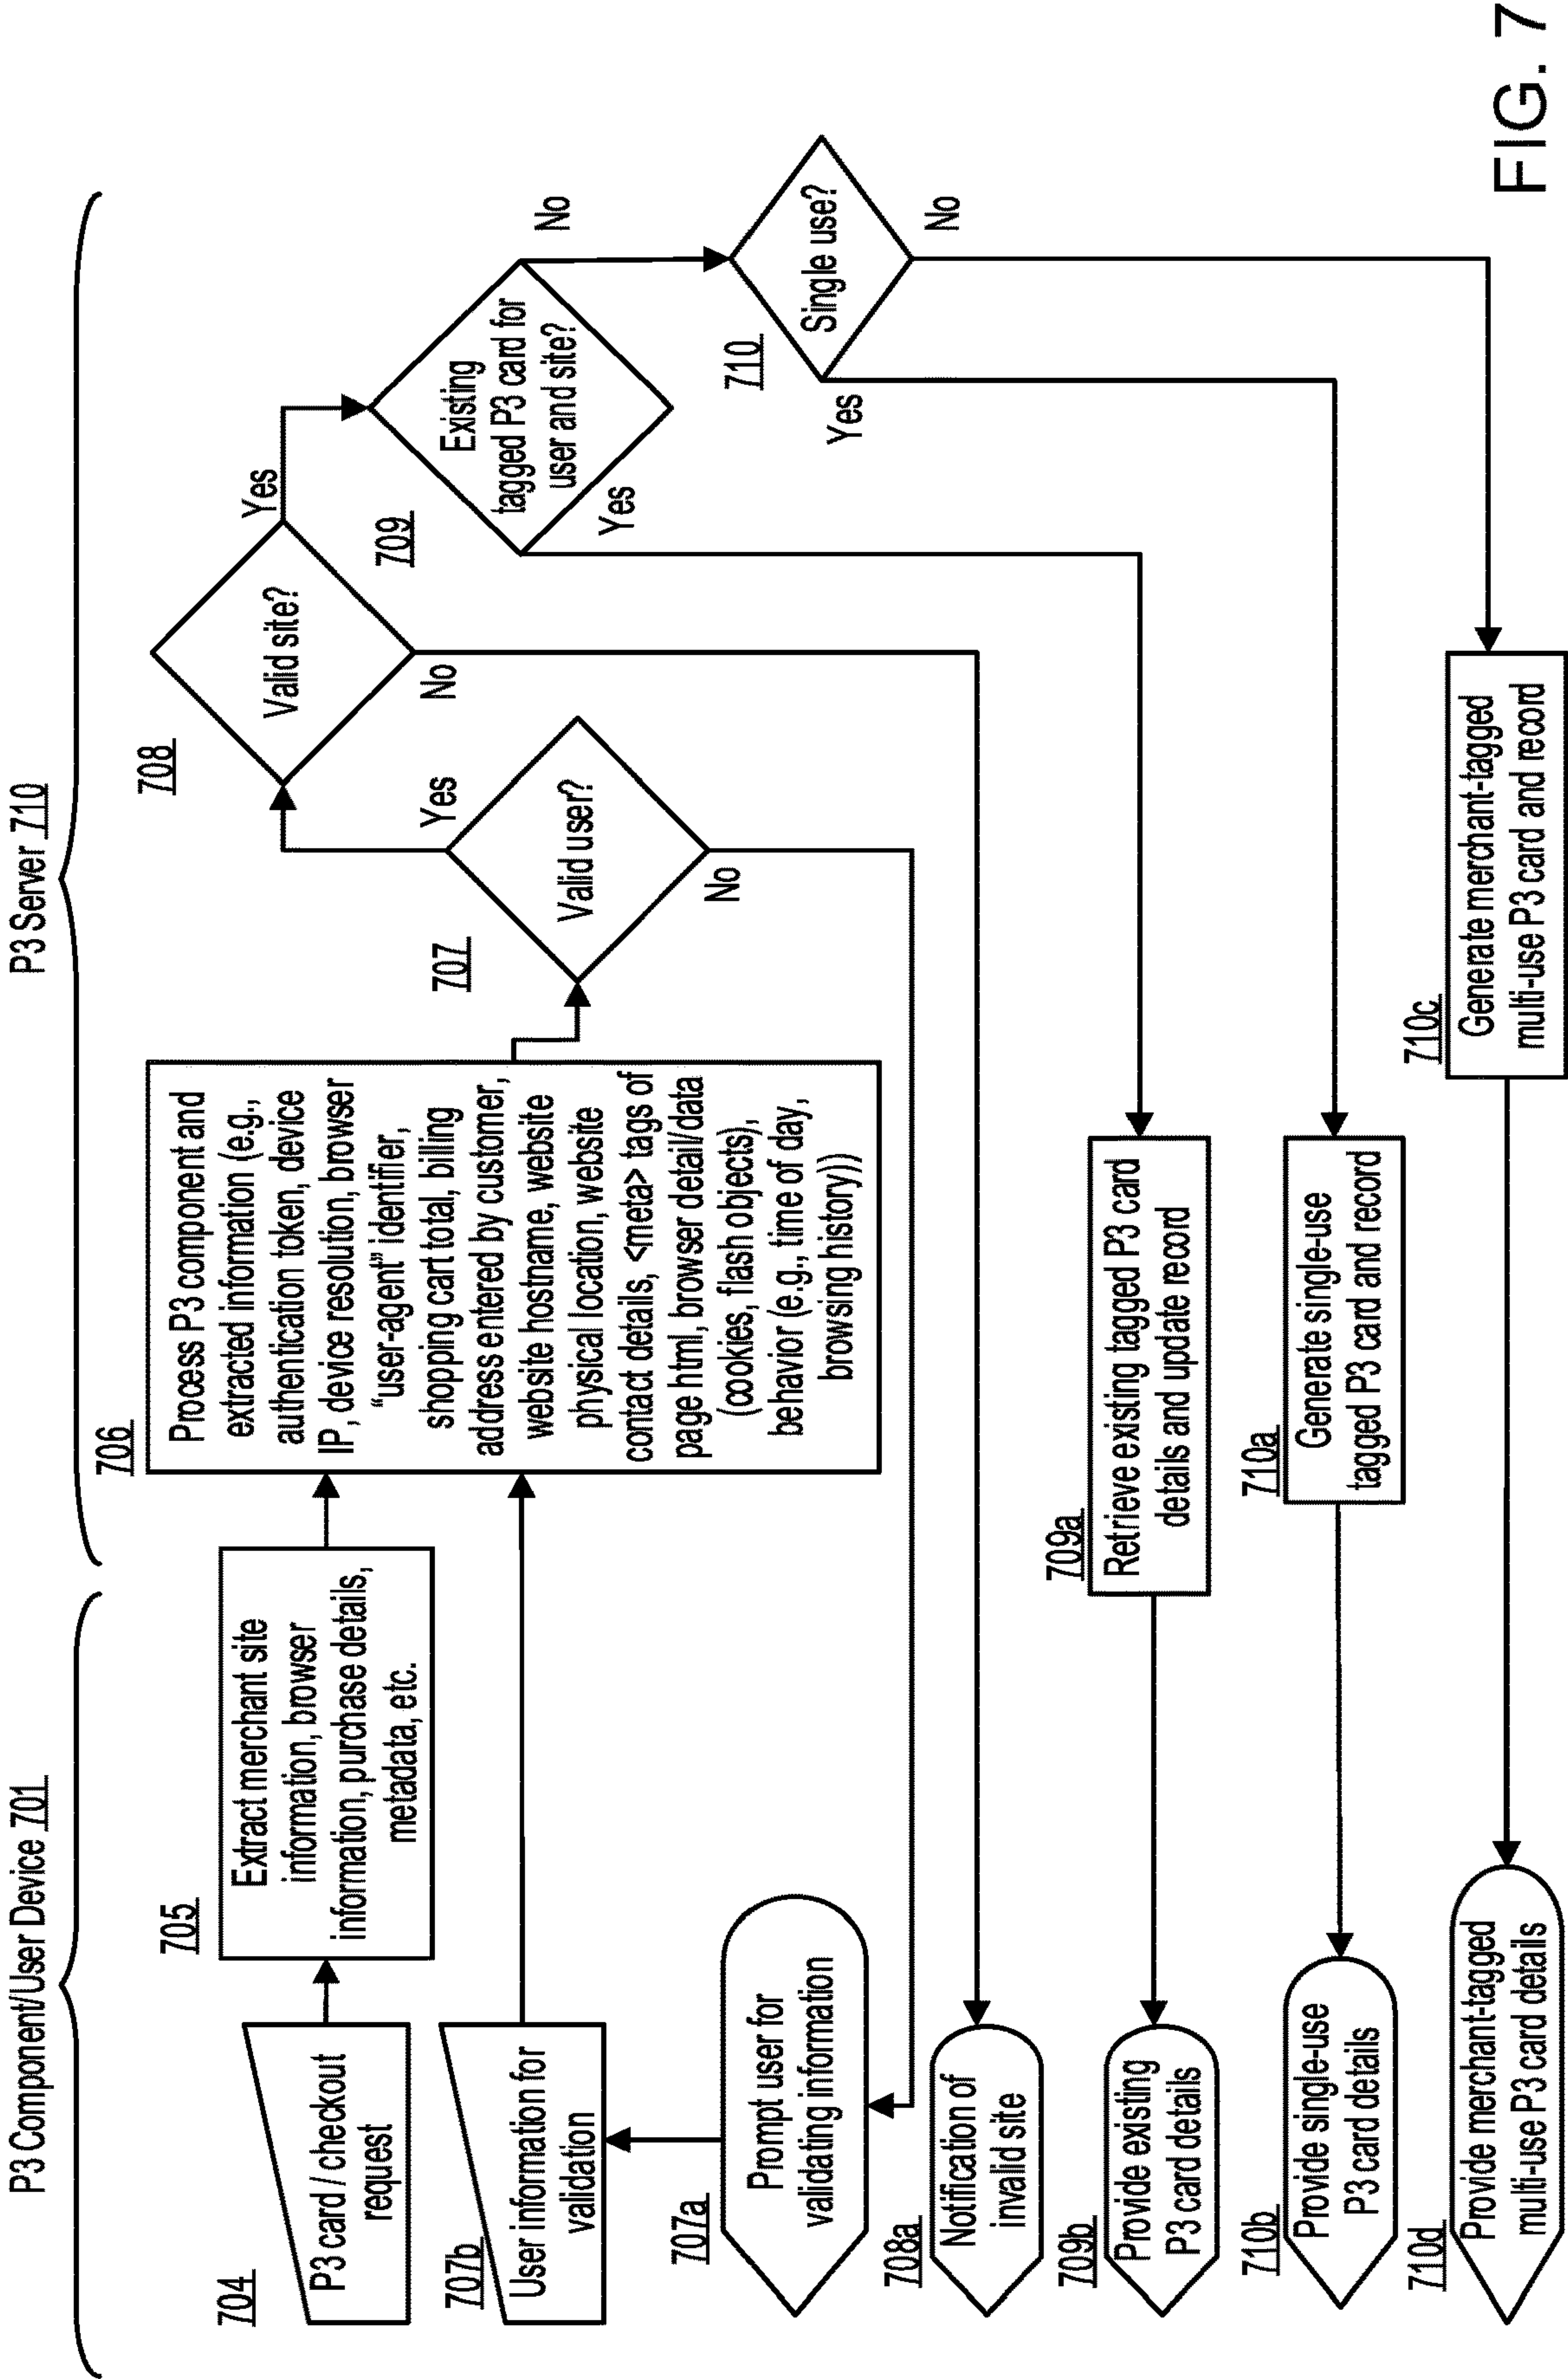 P3 Component/User Device 701
P3 Server 710
704
P3 card / checkout
request
705
Extract merchant site
information, browser
information, purchase details,
metadata, etc.
706
Process P3 component and
extracted information (e.g.,
authentication token, device
IP, device resolution, browser
“user-agent” identifier,
shopping cart total, billing
address entered by customer,
website hostname, website
physical location, website
contact details, <meta> tags of
page html, browser detail/data
(cookies, flash objects),
behavior (e.g., time of day,
browsing history))
707b
User information for
validation
707
Valid user?
Yes
No
707a
Prompt user for
validating information
708
Valid site?
Yes
No
708a
Notification of
invalid site
709
Existing
tagged P3 card for
user and site?
Yes
No
709a
Retrieve existing tagged P3 card
details and update record
709b
Provide existing
P3 card details
710
Single use?
Yes
No
710a
Generate single-use
tagged P3 card and record
710b
Provide single-use
P3 card details
710c
Generate merchant-tagged
multi-use P3 card and record
710d
Provide merchant-tagged
multi-use P3 card details
FIG. 7